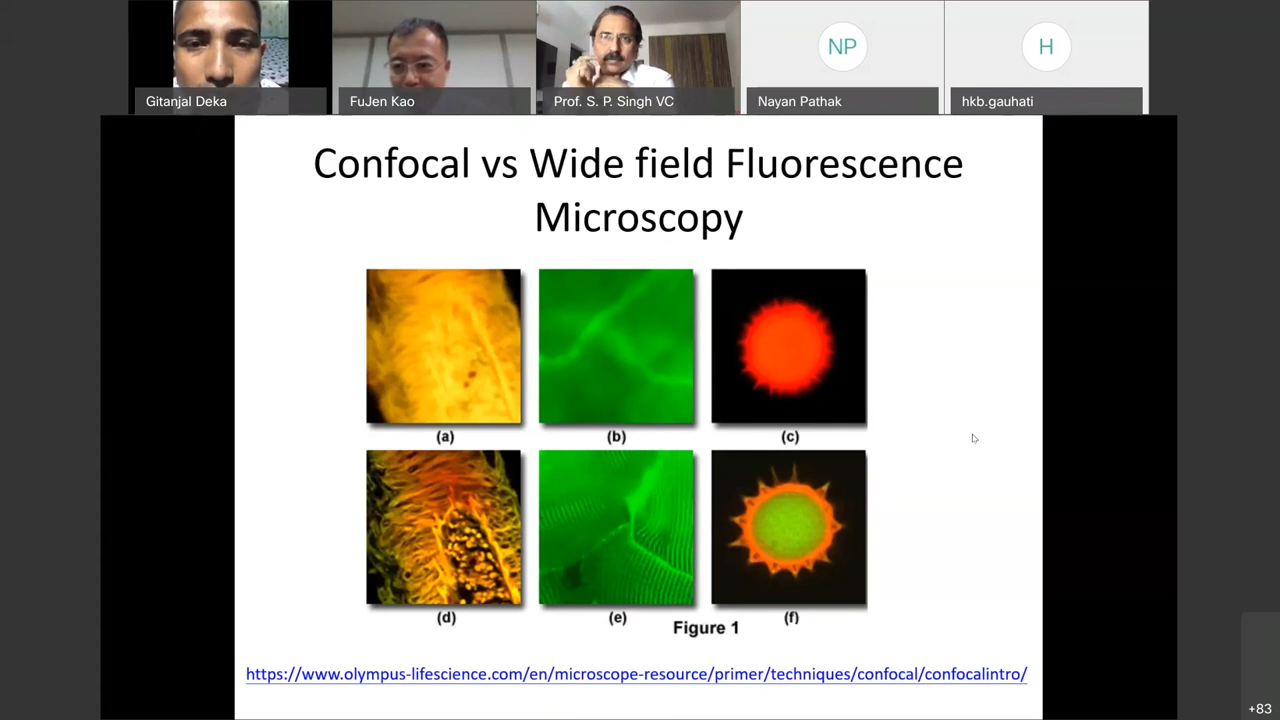 NP
H
Gitanjal Deka
FuJen Kao
Prof. S. P. Singh VC
Nayan Pathak
hkb.gauhati
Confocal vs Wide field Fluorescence
Microscopy
(a)
(b)
(c)
(d)
(e)
(f)
Figure 1
https://www.olympus-lifescience.com/en/microscope-resource/primer/techniques/confocal/confocalintro/
+83